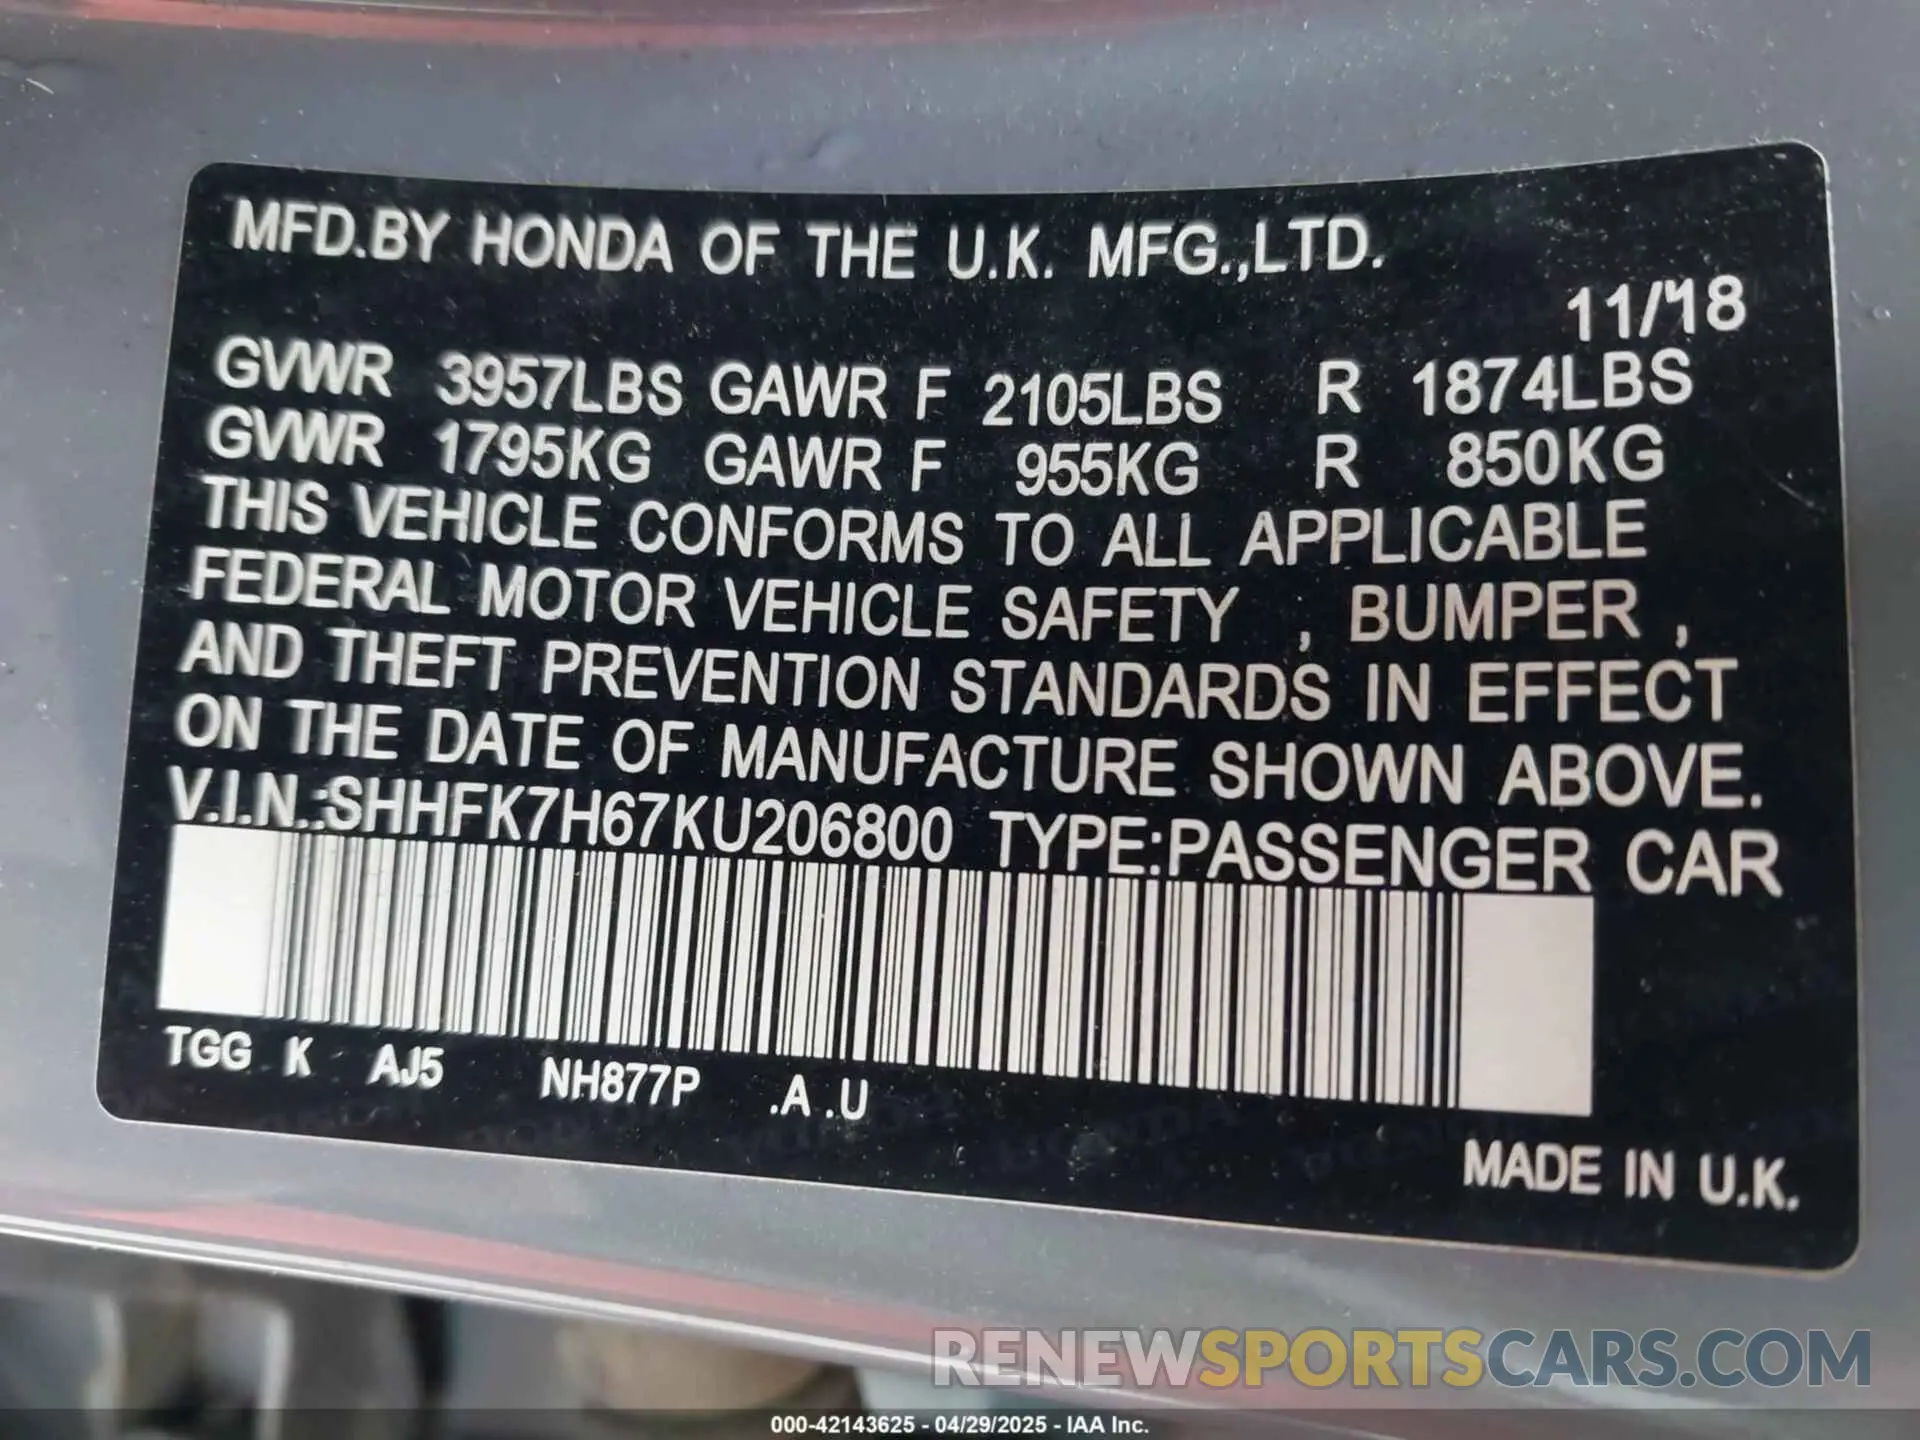 MFD.BY HONDA OF THE U.K. MFG.,LTD.
11/18
GVWR 3957LBS GAWR F 2105LBS R 1874LBS
GVWR 1795KG GAWR F 955KG R 850KG
THIS VEHICLE CONFORMS TO ALL APPLICABLE
FEDERAL MOTOR VEHICLE SAFETY , BUMPER ,
AND THEFT PREVENTION STANDARDS IN EFFECT
ON THE DATE OF MANUFACTURE SHOWN ABOVE.
V.I.N.:SHHFK7H67KU206800 TYPE:PASSENGER CAR
TGG K AJ5 NH877P .A .U
MADE IN U.K.
RENEWSPORTSCARS.COM
000-42143625 - 04/29/2025 - IAA Inc.